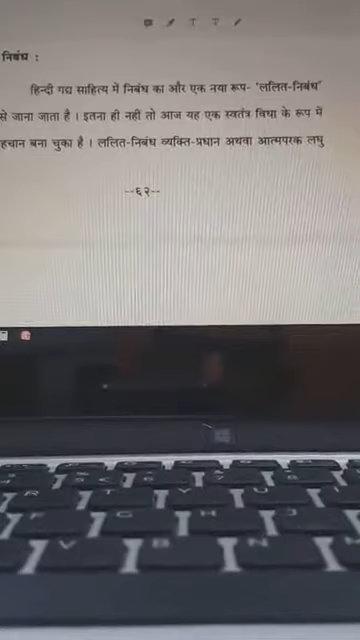 निबंध :
हिन्दी गद्य साहित्य में निबंध का और एक नया रूप- 'ललित-निबंध'
से जाना जाता है । इतना ही नहीं तो आज यह एक स्वतंत्र विधा के रूप में
हचान बना चुका है । ललित-निबंध व्यक्ति-प्रधान अथवा आत्मपरक लघु
--६२--
R T Y U
F G H J
V B N